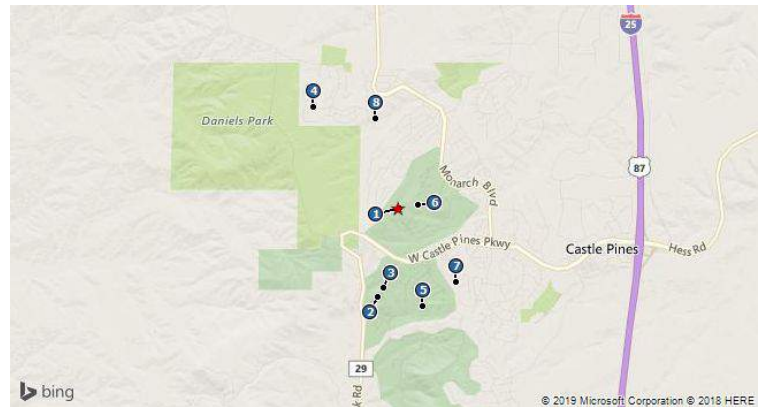 25
4
8
Daniels Park
Monarch Blvd
87
6
1
W Castle Pines Pkwy
Castle Pines
Hess Rd
3
7
5
2
29
k Rd
bing
© 2019 Microsoft Corporation © 2018 HERE